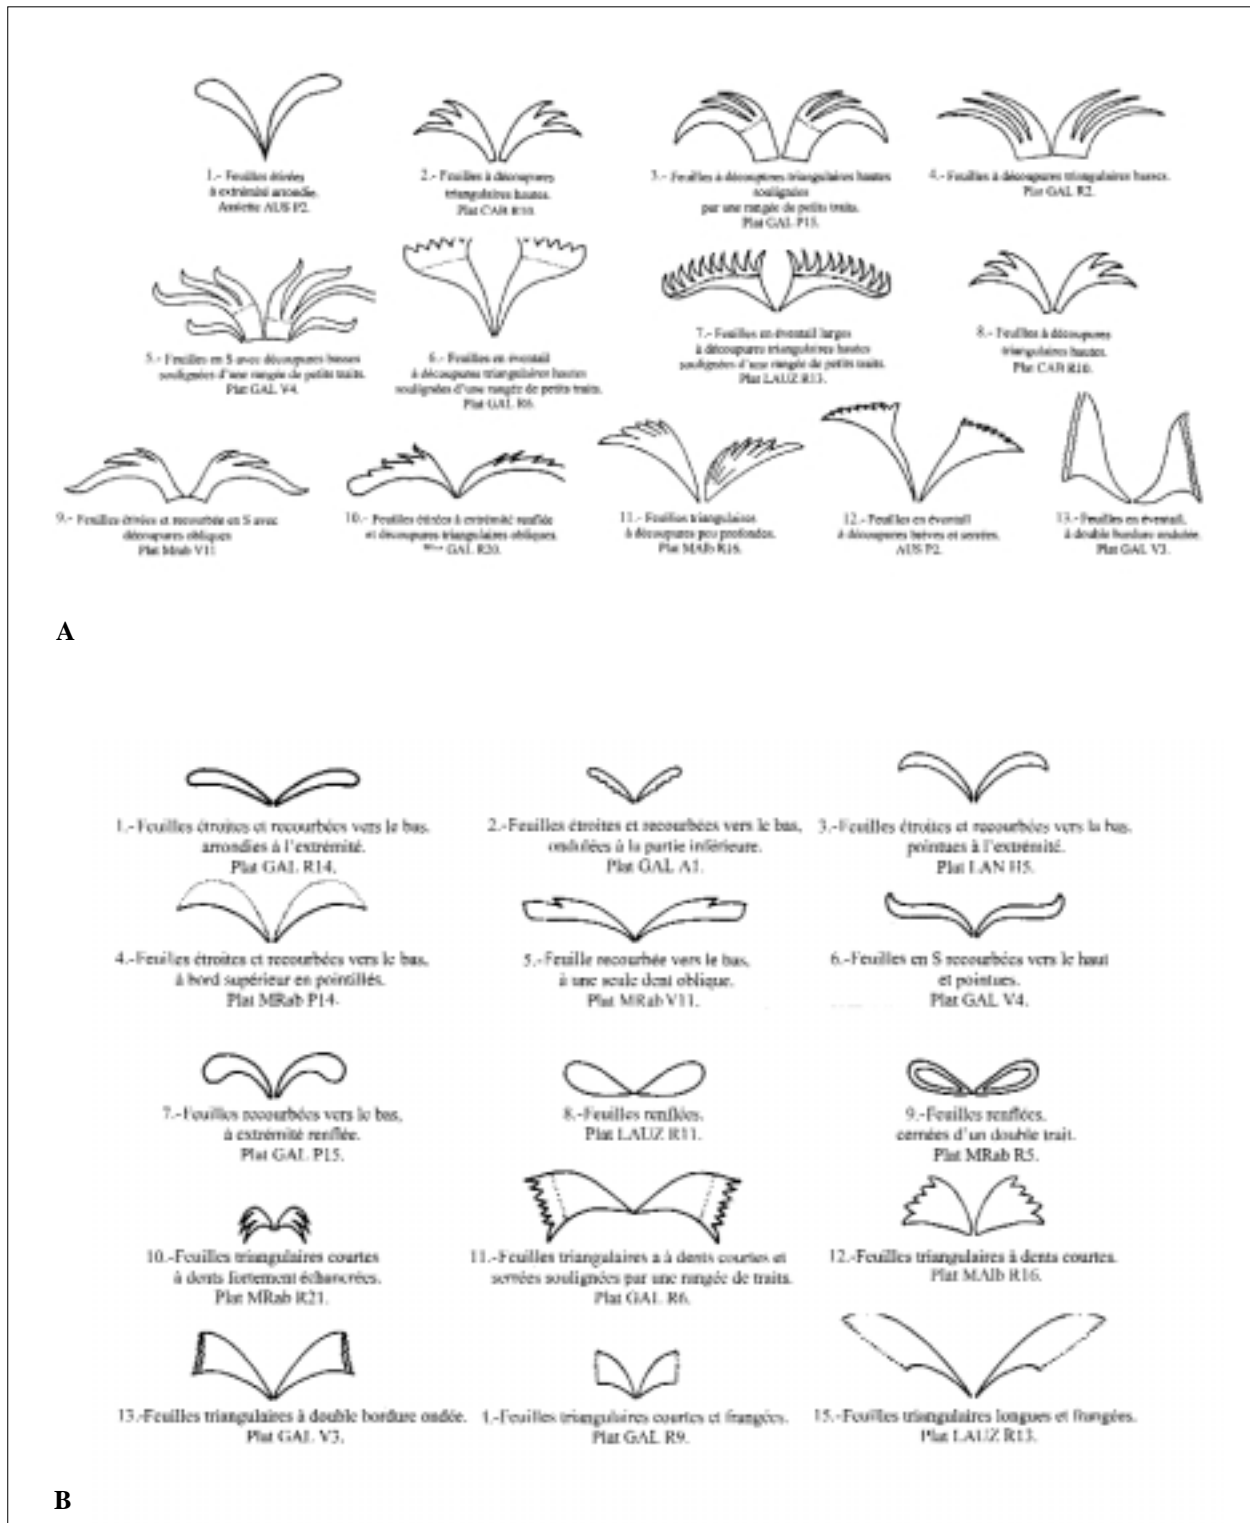 1.- Feuilles étirées
à extrémité arrondie.
Assiette AUS P2.
2.- Feuilles à découpures
triangulaires hautes.
Plat CAB R10.
3.- Feuilles à découpures triangulaires hautes
soulignées
par une rangée de petits traits.
Plat GAL P15.
4.- Feuilles à découpures triangulaires basses.
Plat GAL R2.
5.- Feuilles en S avec découpures basses
soulignées d'une rangée de petits traits.
Plat GAL V4.
6.- Feuilles en éventail
à découpures triangulaires hautes
soulignées d'une rangée de petits traits.
Plat GAL R6.
7.- Feuilles en éventail larges
à découpures triangulaires hautes
soulignées d'une rangée de petits traits.
Plat LAUZ R13.
8.- Feuilles à découpures
triangulaires hautes.
Plat CAB R10.
9.- Feuilles étirées et recourbée en S avec
découpures obliques
Plat MRab V11
10.- Feuilles étirées à extrémité renflée
et découpures triangulaires obliques.
GAL R20.
11.- Feuilles triangulaires
à découpures peu profondes.
Plat MAlb R16.
12.- Feuilles en éventail
à découpures brèves et serrées.
AUS P2.
13.- Feuilles en éventail,
à double bordure ondulée.
Plat GAL V3.
A
1.-Feuilles étroites et recourbées vers le bas,
arrondies à l'extrémité.
Plat GAL R14.
2.-Feuilles étroites et recourbées vers le bas,
ondulées à la partie inférieure.
Plat GAL A1.
3.-Feuilles étroites et recourbées vers la bas,
pointues à l'extrémité.
Plat LAN H5.
4.-Feuilles étroites et recourbées vers le bas,
à bord supérieur en pointillés.
Plat MRab P14.
5.-Feuille recourbée vers le bas,
à une seule dent oblique.
Plat MRab V11.
6.-Feuilles en S recourbées vers le haut
et pointues.
Plat GAL V4.
7.-Feuilles recourbées vers le bas,
à extrémité renflée.
Plat GAL P15.
8.-Feuilles renflées.
Plat LAUZ R11.
9.-Feuilles renflées,
cernées d'un double trait.
Plat MRab R5.
10.-Feuilles triangulaires courtes
à dents fortement échancrées.
Plat MRab R21.
11.-Feuilles triangulaires a à dents courtes et
serrées soulignées par une rangée de traits.
Plat GAL R6.
12.-Feuilles triangulaires à dents courtes.
Plat MAlb R16.
13.-Feuilles triangulaires à double bordure ondée.
Plat GAL V3.
1.-Feuilles triangulaires courtes et frangées.
Plat GAL R9.
15.-Feuilles triangulaires longues et frangées.
Plat LAUZ R13.
B